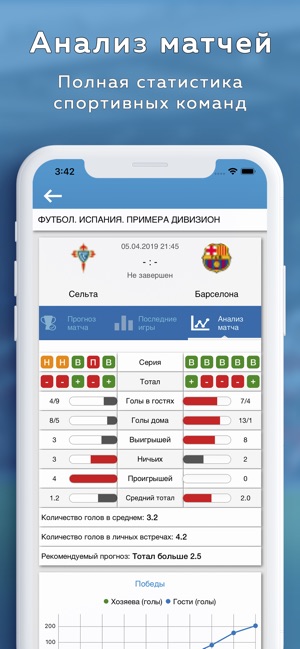 Анализ матчей
Полная статистика
спортивных команд
3:42
ФУТБОЛ. ИСПАНИЯ. ПРИМЕРА ДИВИЗИОН
05.04.2019 21:45
- : -
Не завершен
Сельта Барселона
Прогноз матча Последние игры Анализ матча
Н Н В П В Серия В В В В В
- - + - + Тотал + - - - +
4/9 Голы в гостях 7/4
8/5 Голы дома 13/1
3 Выигрышей 8
3 Ничьих 2
4 Проигрышей 0
1.2 Средний тотал 2.0
Количество голов в среднем: 3.2
Количество голов в личных встречах: 4.2
Рекомендуемый прогноз: Тотал больше 2.5
Победы
Хозяева (голы) Гости (голы)
200
100